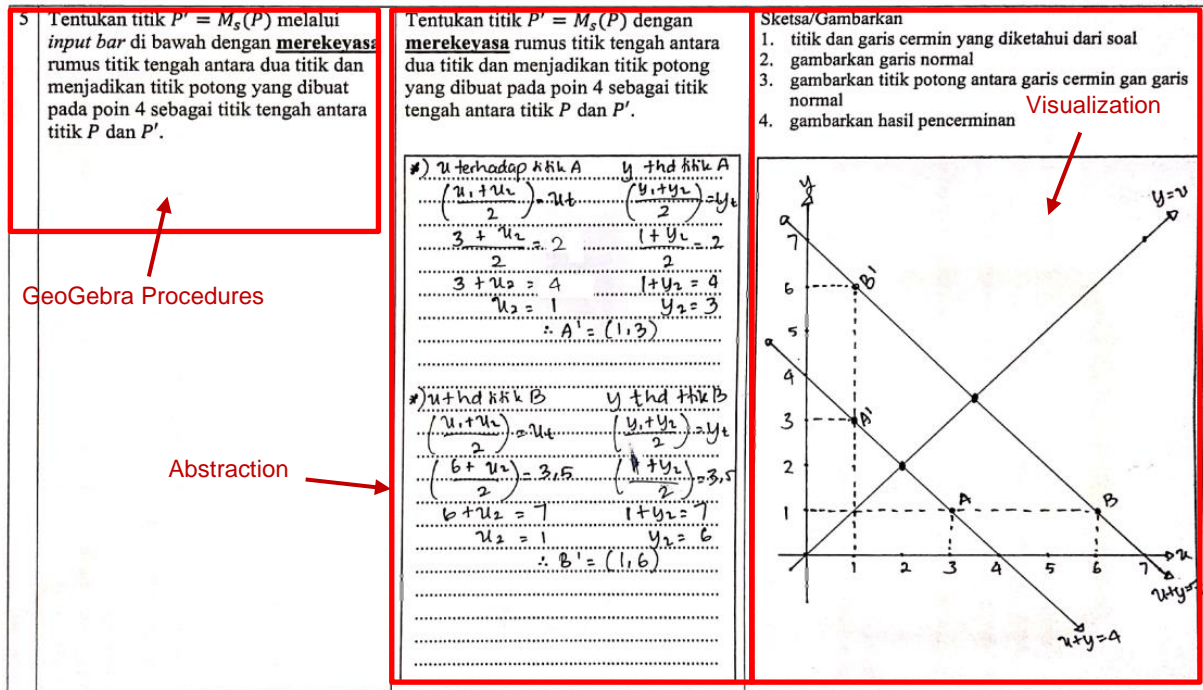 5
Tentukan titik P' = M_s(P) melalui
input bar di bawah dengan merekeyasa
rumus titik tengah antara dua titik dan
menjadikan titik potong yang dibuat
pada poin 4 sebagai titik tengah antara
titik P dan P'.
GeoGebra Procedures
Abstraction
Tentukan titik P' = M_s(P) dengan
merekeyasa rumus titik tengah antara
dua titik dan menjadikan titik potong
yang dibuat pada poin 4 sebagai titik
tengah antara titik P dan P'.
*) x terhadap titik A y thd titik A
(x₁+x₂/2) = x_t (y₁+y₂/2) = y_t
3 + x₂/2 = 2 1+y₂/2 = 2
3 + x₂ = 4 1+y₂ = 4
x₂ = 1 y₂ = 3
∴ A' = (1,3)
*) x thd titik B y thd titik B
(x₁+x₂/2) = x_t (y₁+y₂/2) = y_t
(6+x₂/2) = 3,5 (1+y₂/2) = 3,5
6+x₂ = 7 1+y₂ = 7
x₂ = 1 y₂ = 6
∴ B' = (1,6)
Sketsa/Gambarkan
1. titik dan garis cermin yang diketahui dari soal
2. gambarkan garis normal
3. gambarkan titik potong antara garis cermin gan garis
normal
4. gambarkan hasil pencerminan
Visualization
y
y=x
7
6
B'
5
4
3
A'
2
1
A
B
1 2 3 4 5 6 7
x
x+y=4